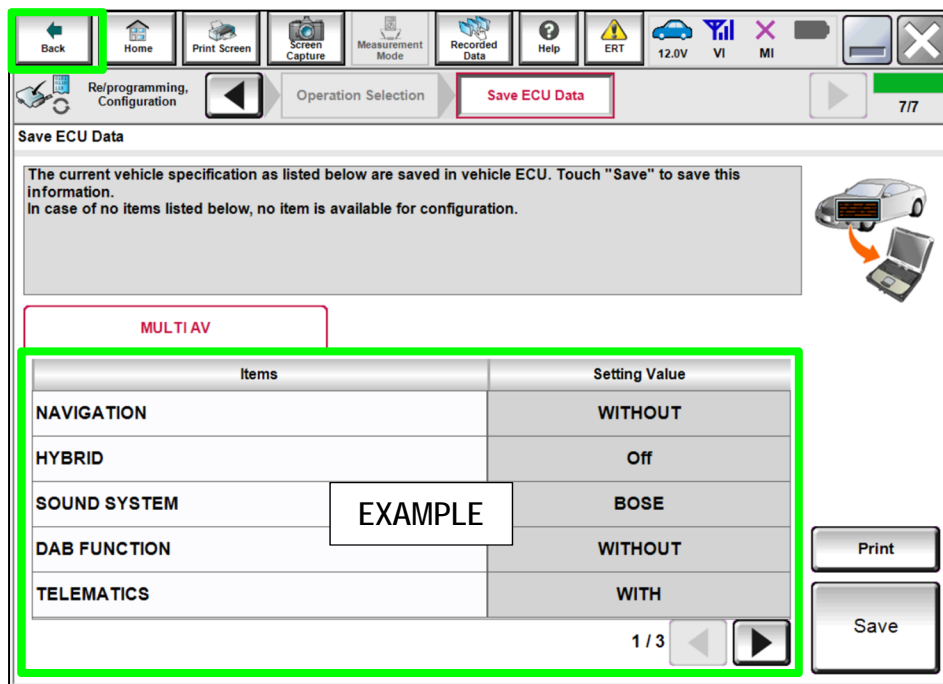 Back
Home
Print Screen
Screen
Capture
Measurement
Mode
Recorded
Data
Help
ERT
12.0V
VI
MI
Re/programming,
Configuration
Operation Selection
Save ECU Data
7/7
Save ECU Data
The current vehicle specification as listed below are saved in vehicle ECU. Touch "Save" to save this
information.
In case of no items listed below, no item is available for configuration.
MULTI AV
Items Setting Value
NAVIGATION WITHOUT
HYBRID Off
SOUND SYSTEM BOSE
EXAMPLE
DAB FUNCTION WITHOUT
TELEMATICS WITH
1 / 3
Print
Save